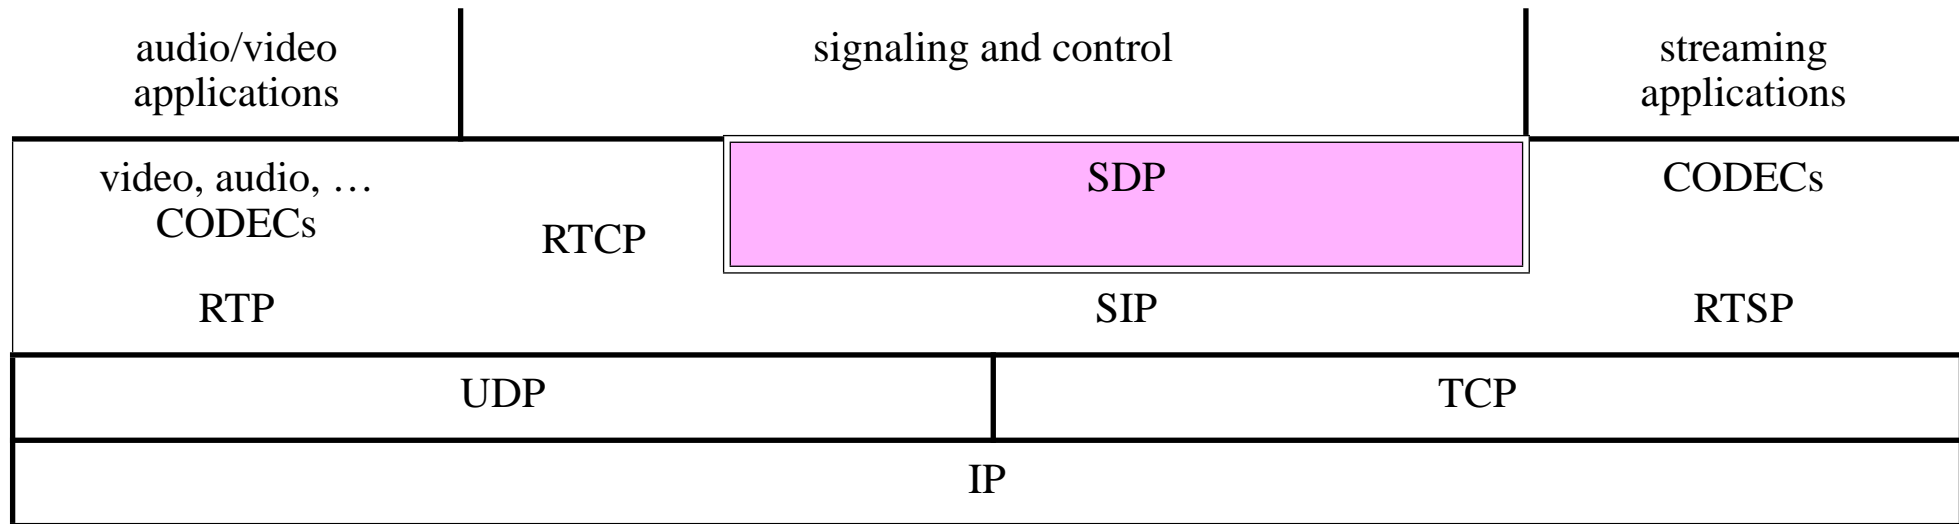 audio/video
applications
signaling and control
streaming
applications
video, audio, …
CODECs
RTCP
SDP
CODECs
RTP
SIP
RTSP
UDP
TCP
IP